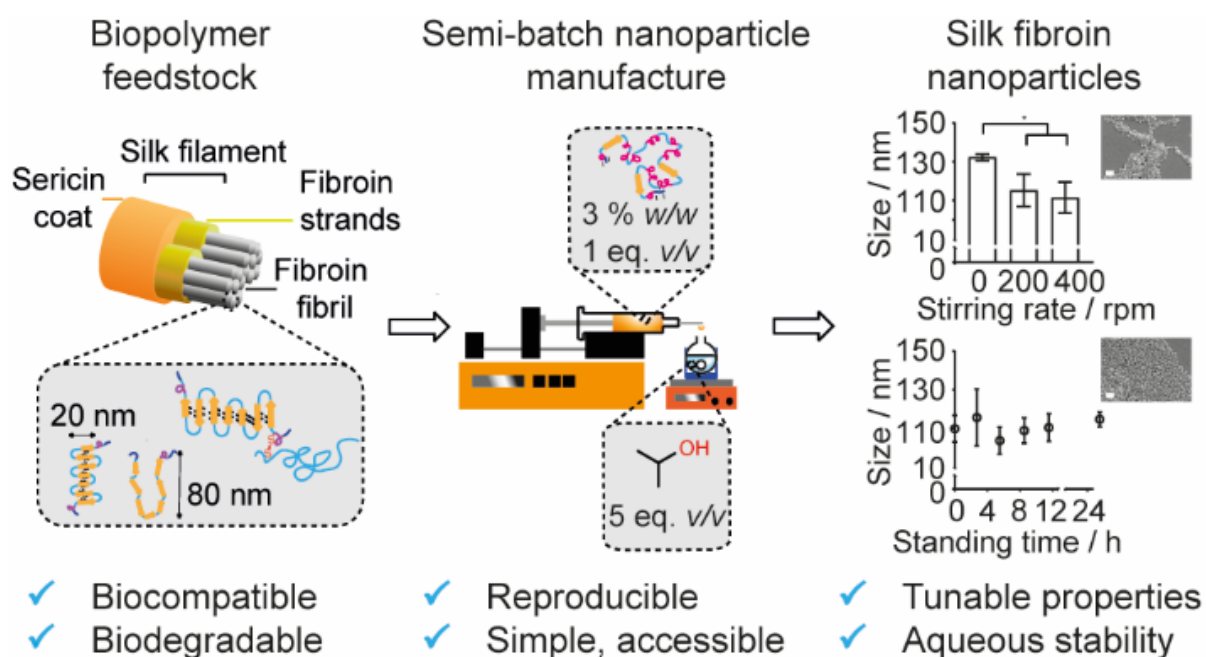 Biopolymer
feedstock
Silk filament
Sericin
coat
Fibroin
strands
Fibroin
fibril
20 nm
80 nm
✓ Biocompatible
✓ Biodegradable
Semi-batch nanoparticle
manufacture
3 % w/w
1 eq. v/v
OH
5 eq. v/v
✓ Reproducible
✓ Simple, accessible
Silk fibroin
nanoparticles
150
130
110
10
0
Size / nm
*
0 200 400
Stirring rate / rpm
150
130
110
10
0
Size / nm
0 4 8 12 24
Standing time / h
✓ Tunable properties
✓ Aqueous stability